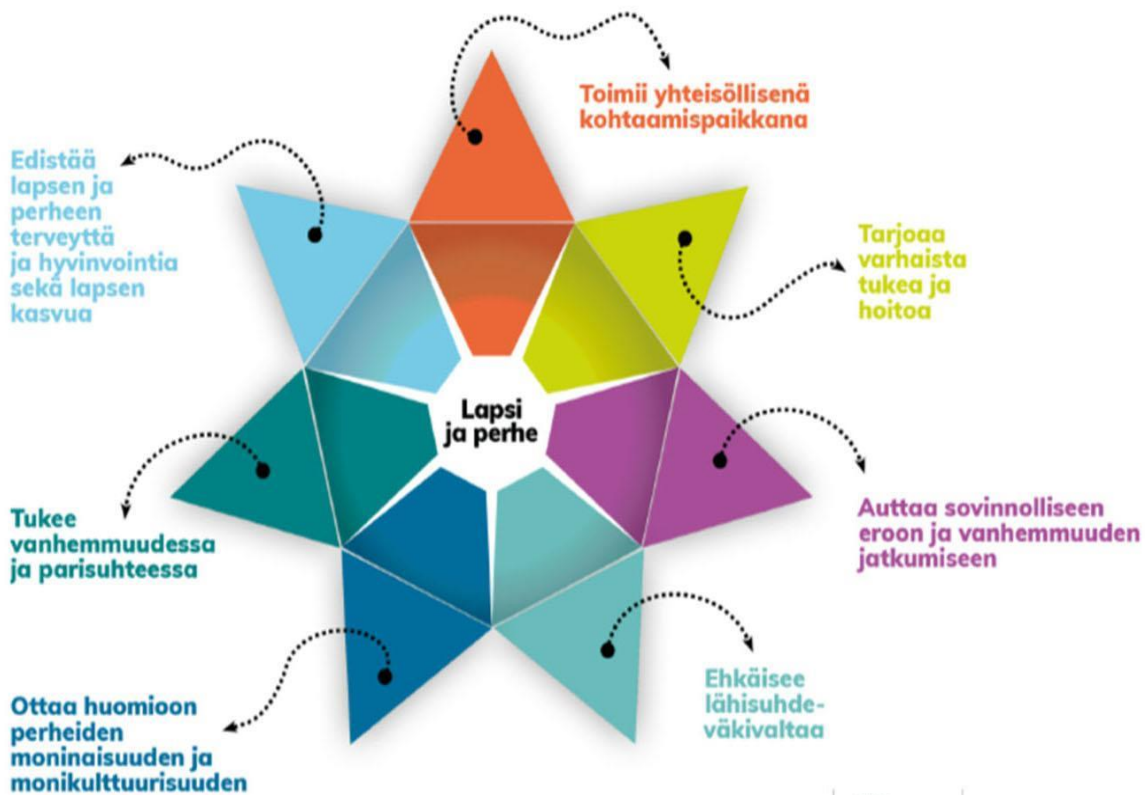 Toimii yhteisöllisenä
kohtaamispaikkana
Tarjoaa
varhaista
tukea ja
hoitoa
Auttaa sovinnolliseen
eroon ja vanhemmuuden
jatkumiseen
Ehkäisee
lähisuhde-
väkivaltaa
Ottaa huomioon
perheiden
moninaisuuden ja
monikulttuurisuuden
Tukee
vanhemmuudessa
ja parisuhteessa
Edistää
lapsen ja
perheen
terveyttä
ja hyvinvointia
sekä lapsen
kasvua
Lapsi
ja perhe